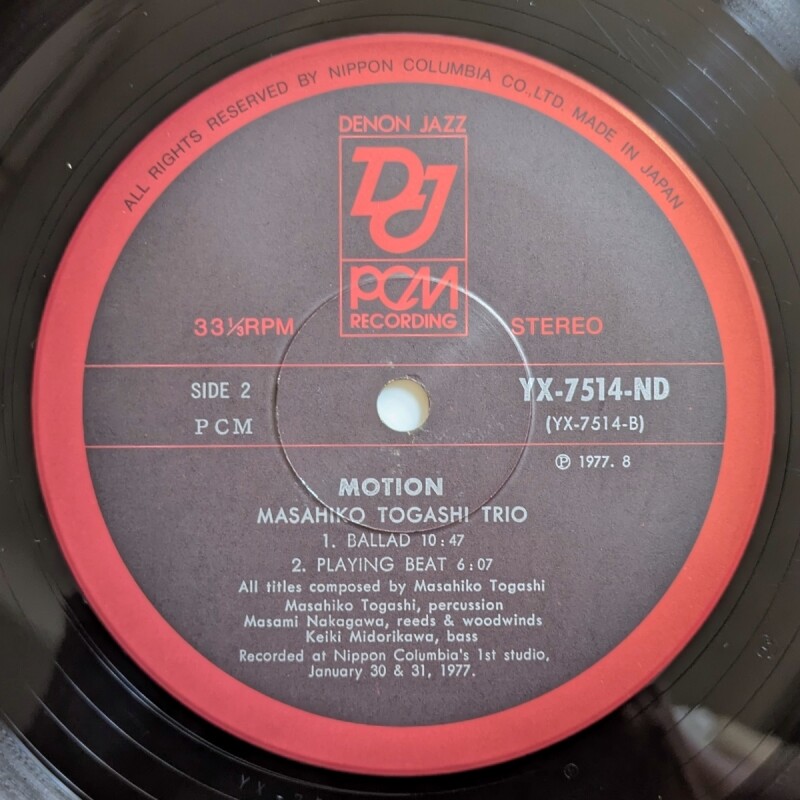 ALL RIGHTS RESERVED BY NIPPON COLUMBIA CO.,LTD. MADE IN JAPAN
DENON JAZZ
DJ
PCM
RECORDING
33⅓RPM STEREO
SIDE 2 YX-7514-ND
PCM (YX-7514-B)
Ⓟ 1977. 8
MOTION
MASAHIKO TOGASHI TRIO
1. BALLAD 10:47
2. PLAYING BEAT 6:07
All titles composed by Masahiko Togashi
Masahiko Togashi, percussion
Masami Nakagawa, reeds & woodwinds
Keiki Midorikawa, bass
Recorded at Nippon Columbia's 1st studio,
January 30 & 31, 1977.